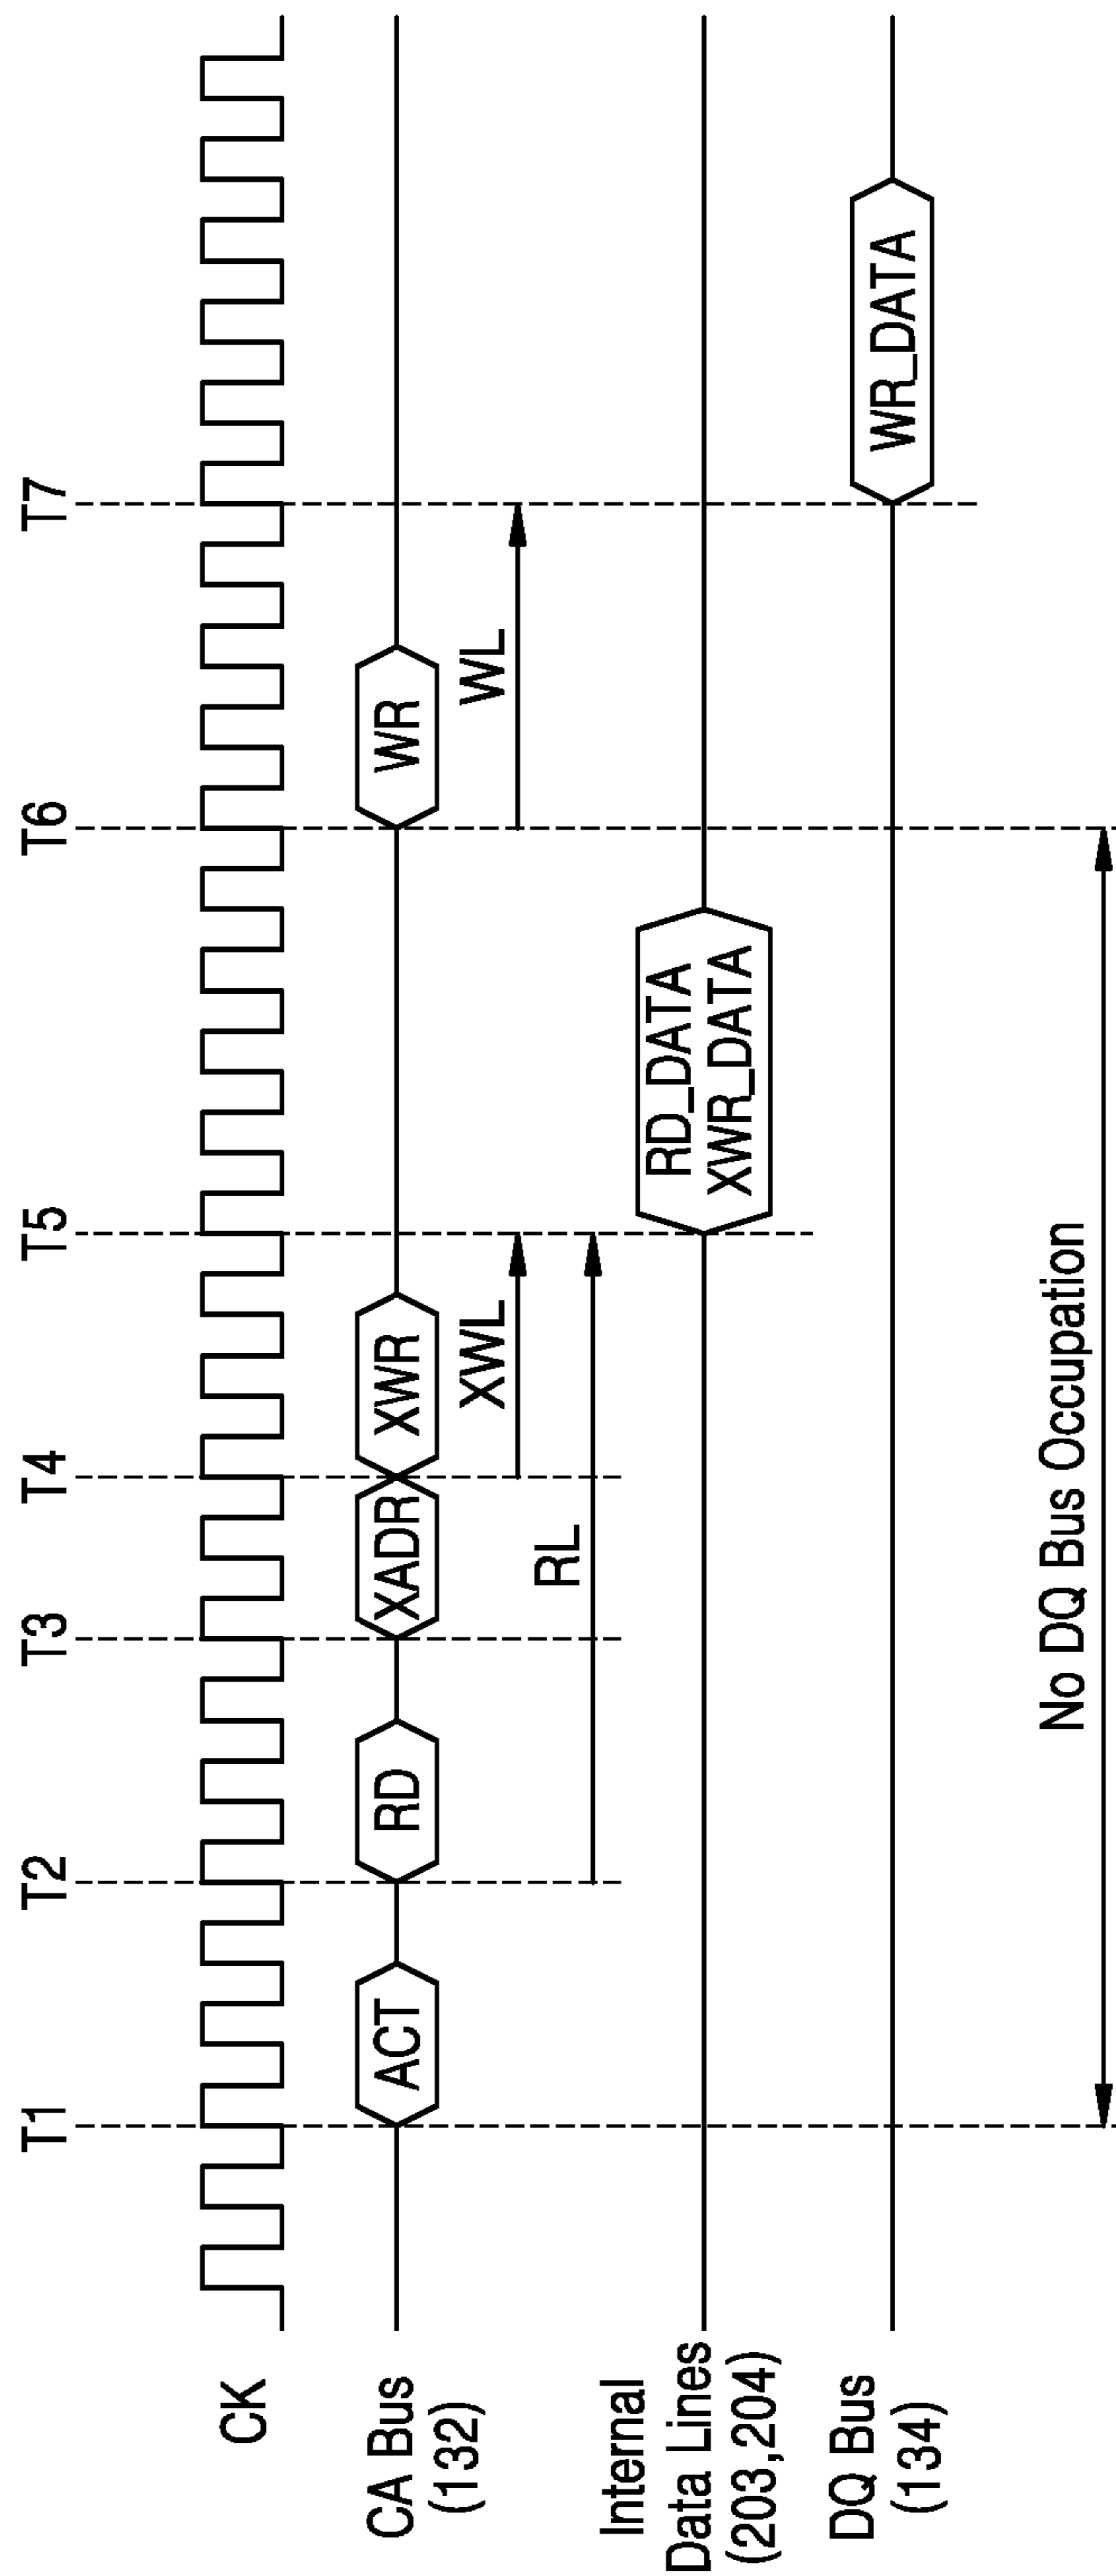 T1 T2 T3 T4 T5 T6 T7
CK
CA Bus
(132)
ACT RD XADR XWR WR
XWL WL
RL
Internal
Data Lines
(203,204)
RD_DATA
XWR_DATA
DQ Bus
(134)
WR_DATA
No DQ Bus Occupation